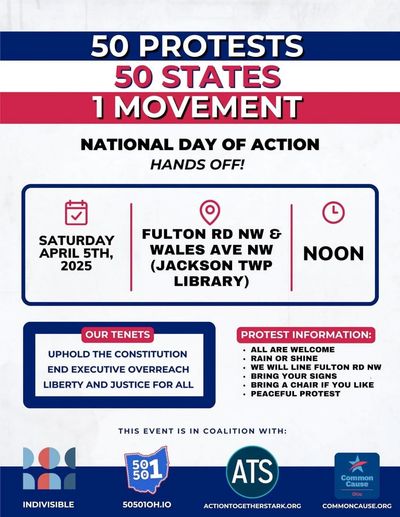 50 PROTESTS
50 STATES
1 MOVEMENT
NATIONAL DAY OF ACTION
HANDS OFF!
SATURDAY
APRIL 5TH,
2025
FULTON RD NW &
WALES AVE NW
(JACKSON TWP
LIBRARY)
NOON
OUR TENETS
UPHOLD THE CONSTITUTION
END EXECUTIVE OVERREACH
LIBERTY AND JUSTICE FOR ALL
PROTEST INFORMATION:
• ALL ARE WELCOME
• RAIN OR SHINE
• WE WILL LINE FULTON RD NW
• BRING YOUR SIGNS
• BRING A CHAIR IF YOU LIKE
• PEACEFUL PROTEST
THIS EVENT IS IN COALITION WITH:
INDIVISIBLE
50
50 1
50501OH.IO
ATS
ACTIONTOGETHERSTARK.ORG
Common
Cause
Ohio
COMMONCAUSE.ORG